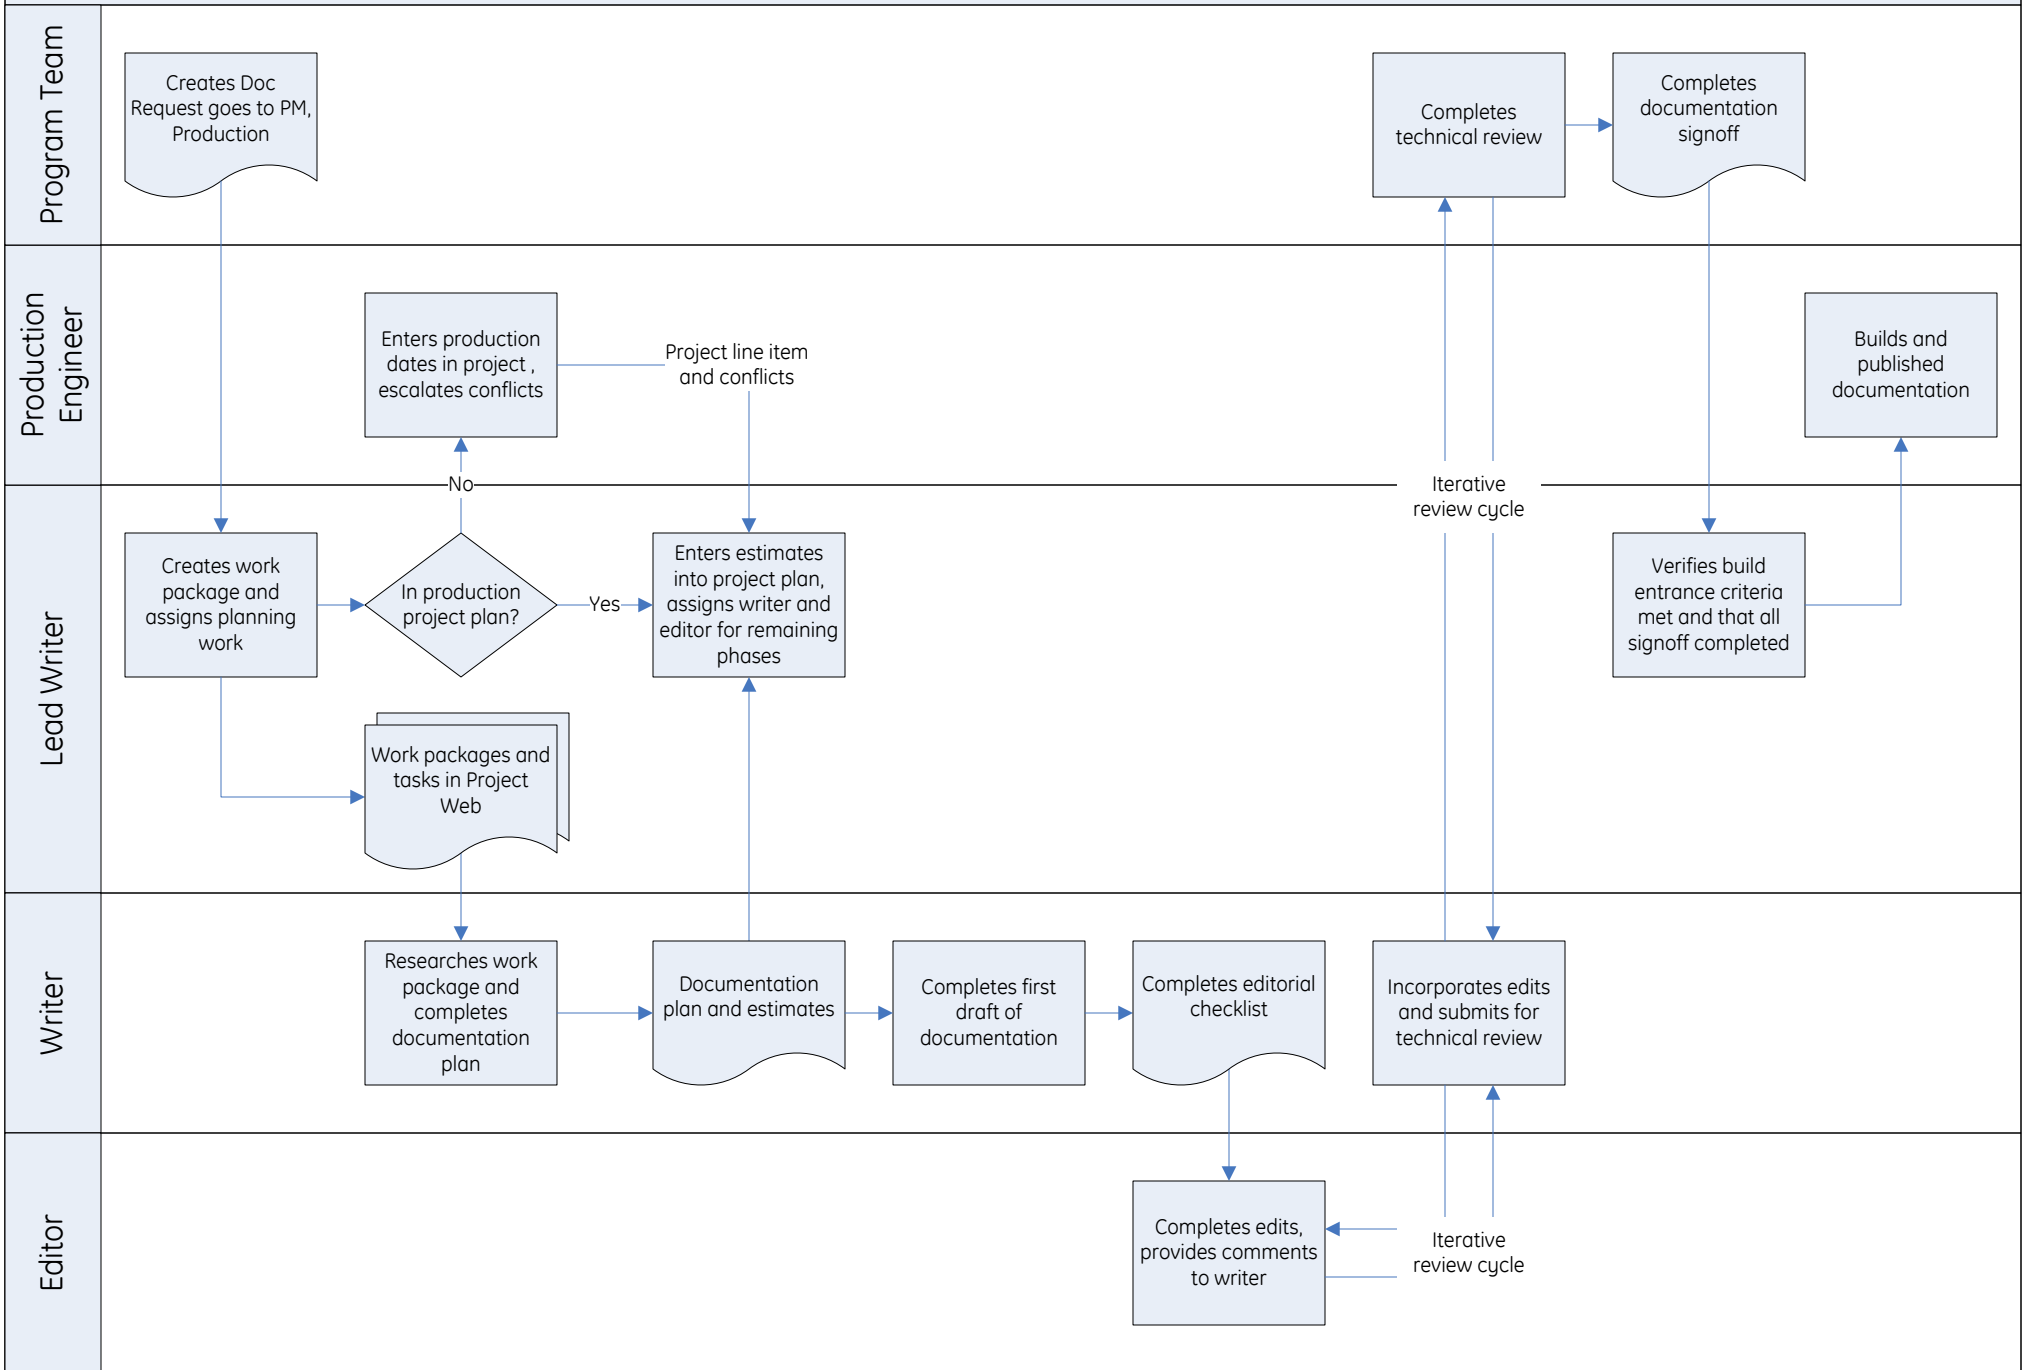 Program Team
Creates Doc
Request goes to PM,
Production
Completes
technical review
Completes
documentation
signoff
Production
Engineer
Enters production
dates in project ,
escalates conflicts
Project line item
and conflicts
Builds and
published
documentation
No
Iterative
review cycle
Lead Writer
Creates work
package and
assigns planning
work
In production
project plan?
Yes
Enters estimates
into project plan,
assigns writer and
editor for remaining
phases
Verifies build
entrance criteria
met and that all
signoff completed
Work packages and
tasks in Project
Web
Writer
Researches work
package and
completes
documentation
plan
Documentation
plan and estimates
Completes first
draft of
documentation
Completes editorial
checklist
Incorporates edits
and submits for
technical review
Editor
Completes edits,
provides comments
to writer
Iterative
review cycle